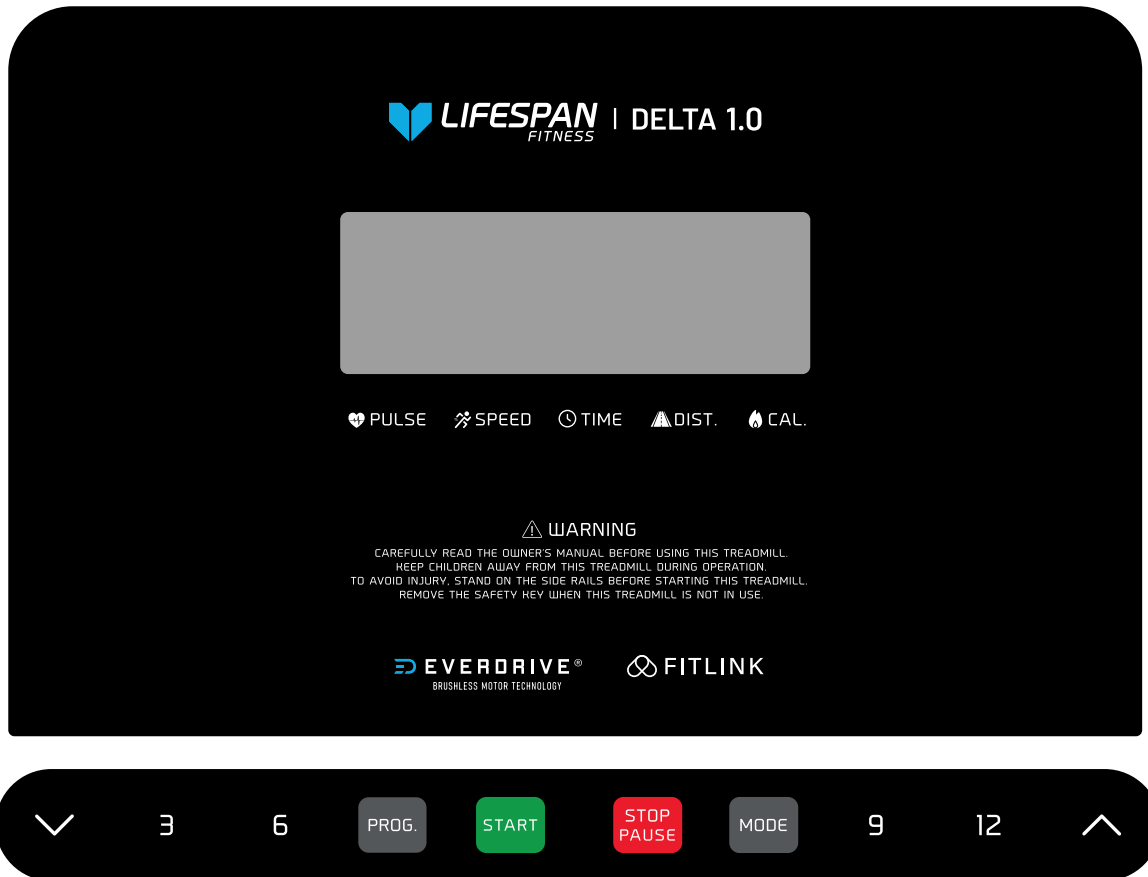 LIFESPAN FITNESS | DELTA 1.0
PULSE SPEED TIME DIST. CAL.
WARNING
CAREFULLY READ THE OWNER'S MANUAL BEFORE USING THIS TREADMILL.
KEEP CHILDREN AWAY FROM THIS TREADMILL DURING OPERATION.
TO AVOID INJURY, STAND ON THE SIDE RAILS BEFORE STARTING THIS TREADMILL.
REMOVE THE SAFETY KEY WHEN THIS TREADMILL IS NOT IN USE.
EVERDRIVE® FITLINK
BRUSHLESS MOTOR TECHNOLOGY
3 6 PROG. START STOP PAUSE MODE 9 12